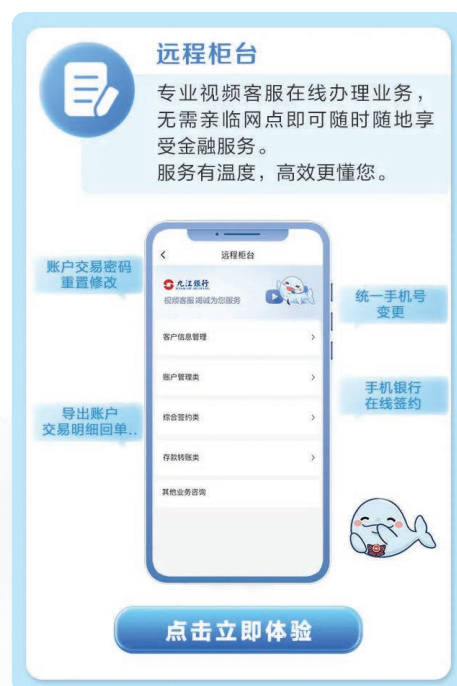 远程柜台
专业视频客服在线办理业务，
无需亲临网点即可随时随地享
受金融服务。
服务有温度，高效更懂您。
账户交易密码
重置修改
导出账户
交易明细回单..
远程柜台
九江银行
视频客服 竭诚为您服务
客户信息管理
账户管理类
综合签约类
存款转账类
其他业务咨询
统一手机号
变更
手机银行
在线签约
点击立即体验